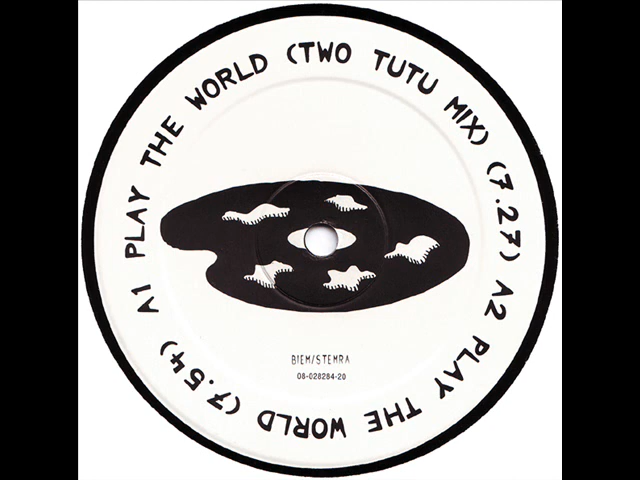 A1 PLAY THE WORLD (TWO TUTU MIX) (7.27)
A2 PLAY THE WORLD (7.54)
BIEM/STEMRA
08-028284-20